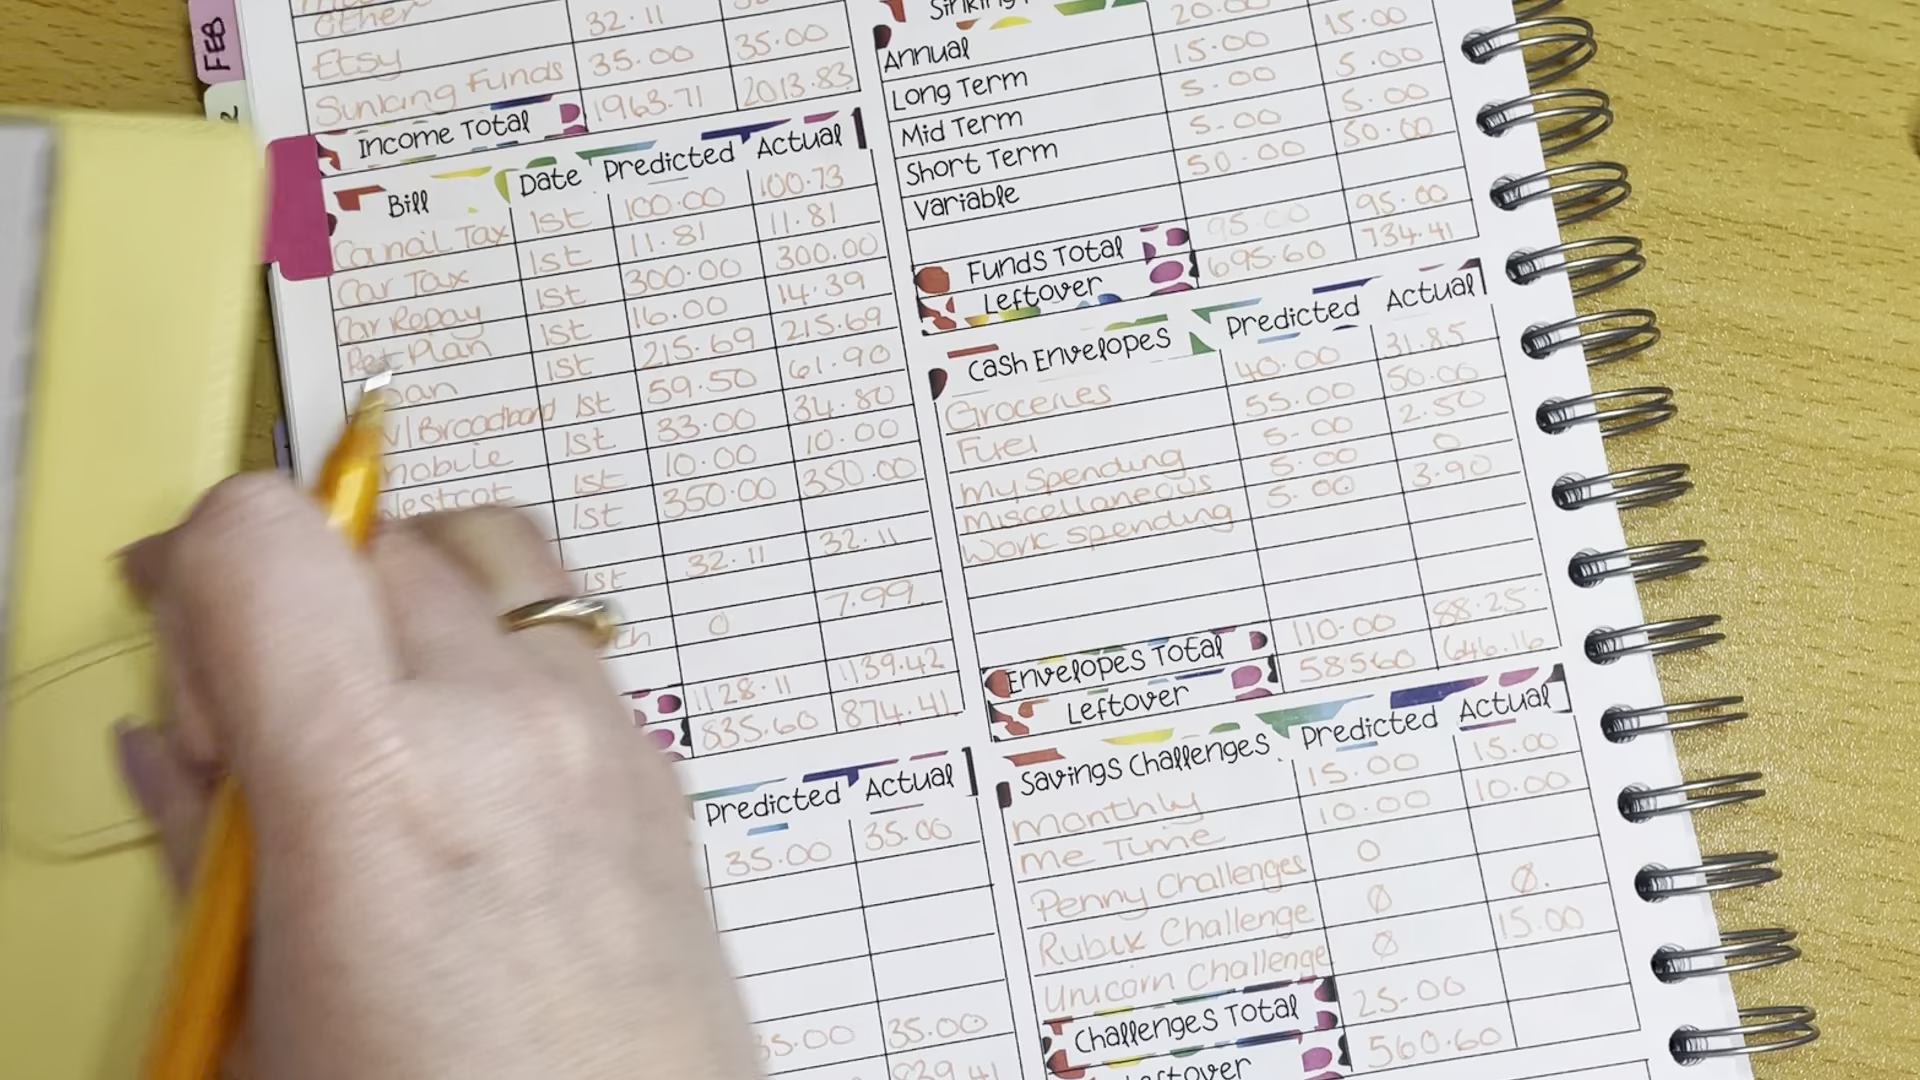 FEB
Other 32.11
Etsy 35.00 35.00
Sinking Funds
Income Total 1963.71 2013.83
Bill Date Predicted Actual
Councail Tax 1st 100.00 100.73
Car Tax 1st 11.81 11.81
Car Repay 1st 300.00 300.00
Pet Plan 1st 16.00 14.39
1st 215.69 215.69
Broadband 1st 59.50 61.90
mobile 1st 33.00 34.80
1st 10.00 10.00
350.00 350.00
1st 32.11 32.11
0 7.99
1128.11 1139.42
835.60 874.41
Predicted Actual
35.00 35.00
35.00 35.00
20.00
Annual 15.00 15.00
Long Term 5.00 5.00
Mid Term 5.00 5.00
Short Term 50.00 50.00
Variable
Funds Total 95.00 95.00
Leftover 695.60 734.41
Cash Envelopes Predicted Actual
Groceries 40.00 31.85
Fuel 55.00 50.00
My Spending 5.00 2.50
Miscellaneous 5.00 0
Work Spending 5.00 3.90
Envelopes Total 110.00 88.25
Leftover 585.60 646.16
Savings Challenges Predicted Actual
Monthly 15.00 15.00
Me Time 10.00 10.00
Penny Challenges 0
Rubix Challenge 0 0.
Unicorn Challenge 0 15.00
Challenges Total 25.00
Leftover 560.60